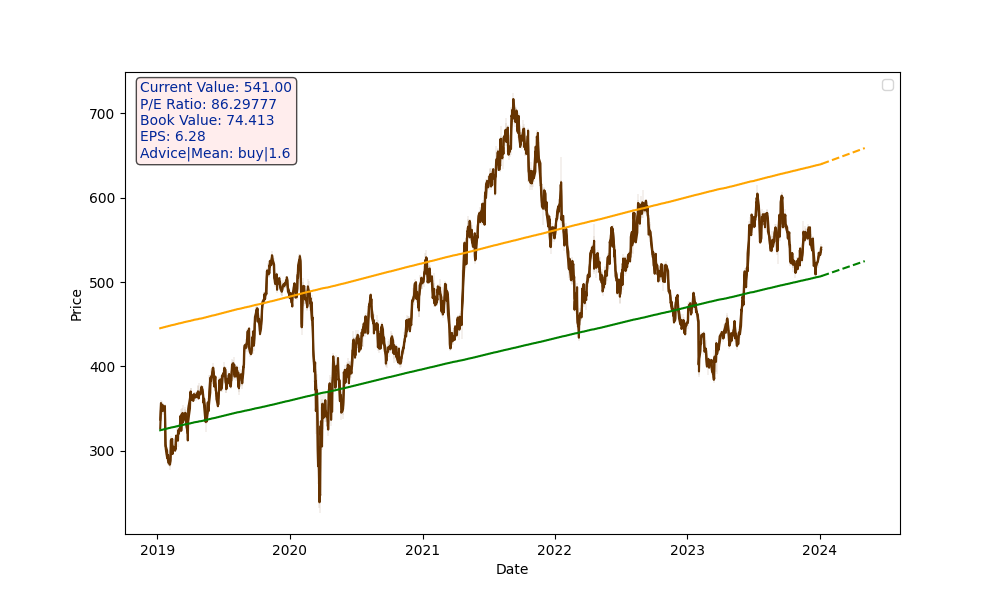 Current Value: 541.00
P/E Ratio: 86.29777
Book Value: 74.413
EPS: 6.28
Advice|Mean: buy|1.6
700
600
500
400
300
Price
2019 2020 2021 2022 2023 2024
Date